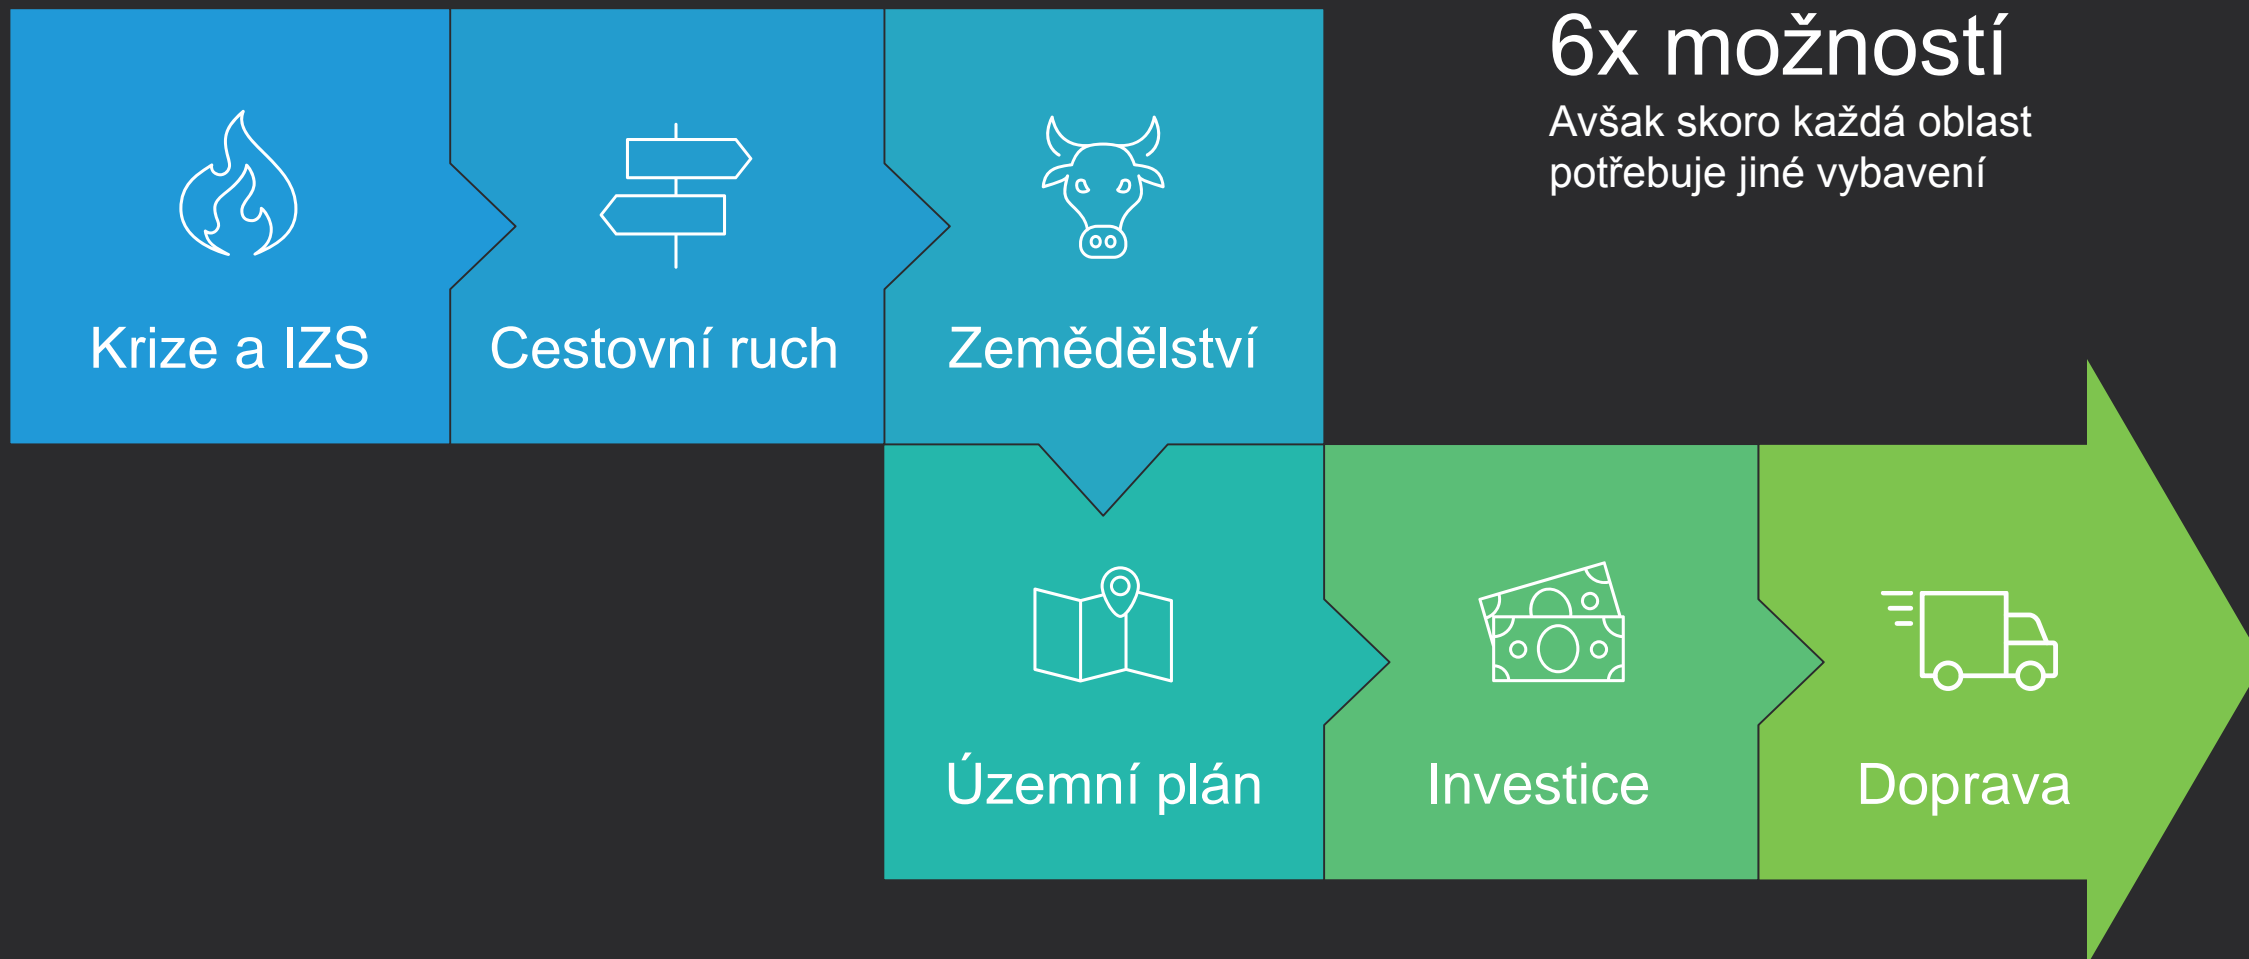 6x možností
Avšak skoro každá oblast
potřebuje jiné vybavení
Krize a IZS
Cestovní ruch
Zemědělství
Územní plán
Investice
Doprava